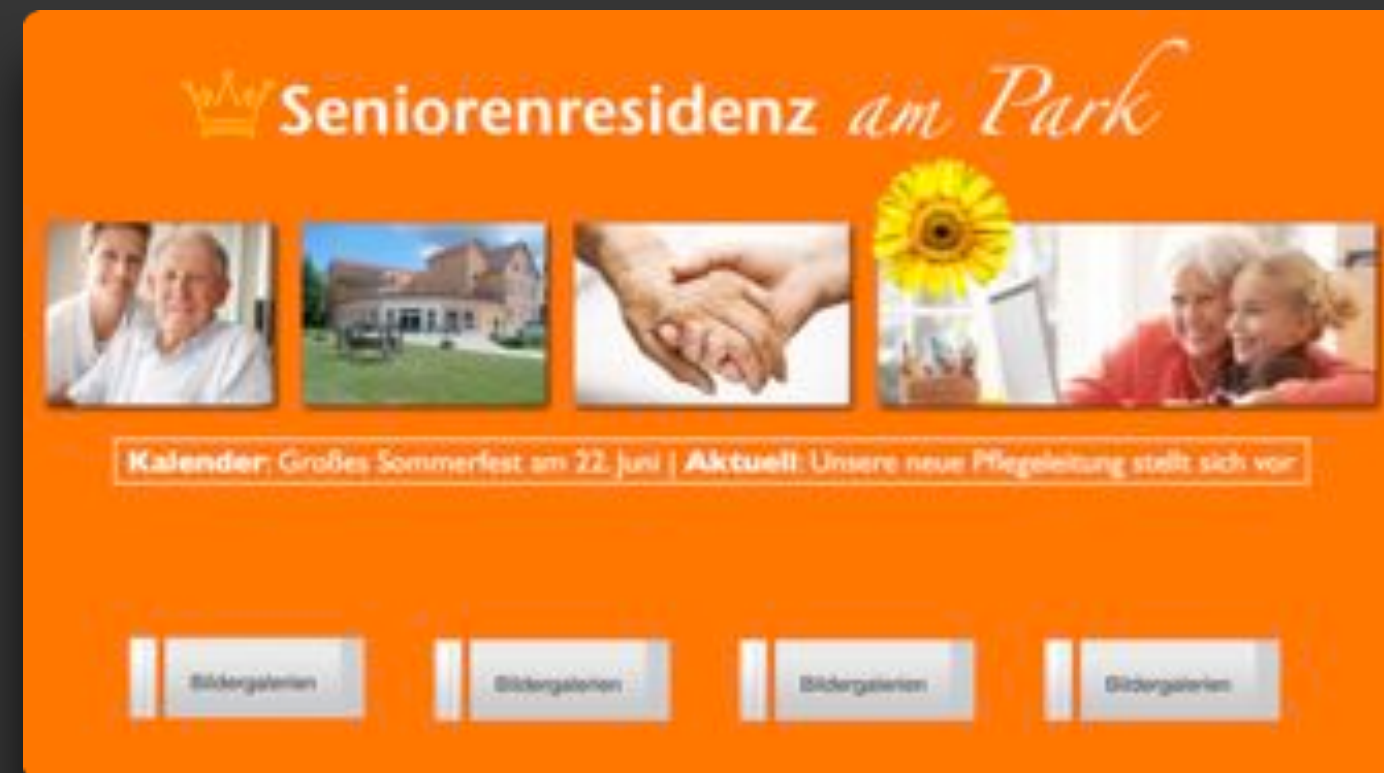 Seniorenresidenz am Park
Kalender: Großes Sommerfest am 22. Juni | Aktuell: Unsere neue Pflegeleitung stellt sich vor
Bildergalerien Bildergalerien Bildergalerien Bildergalerien